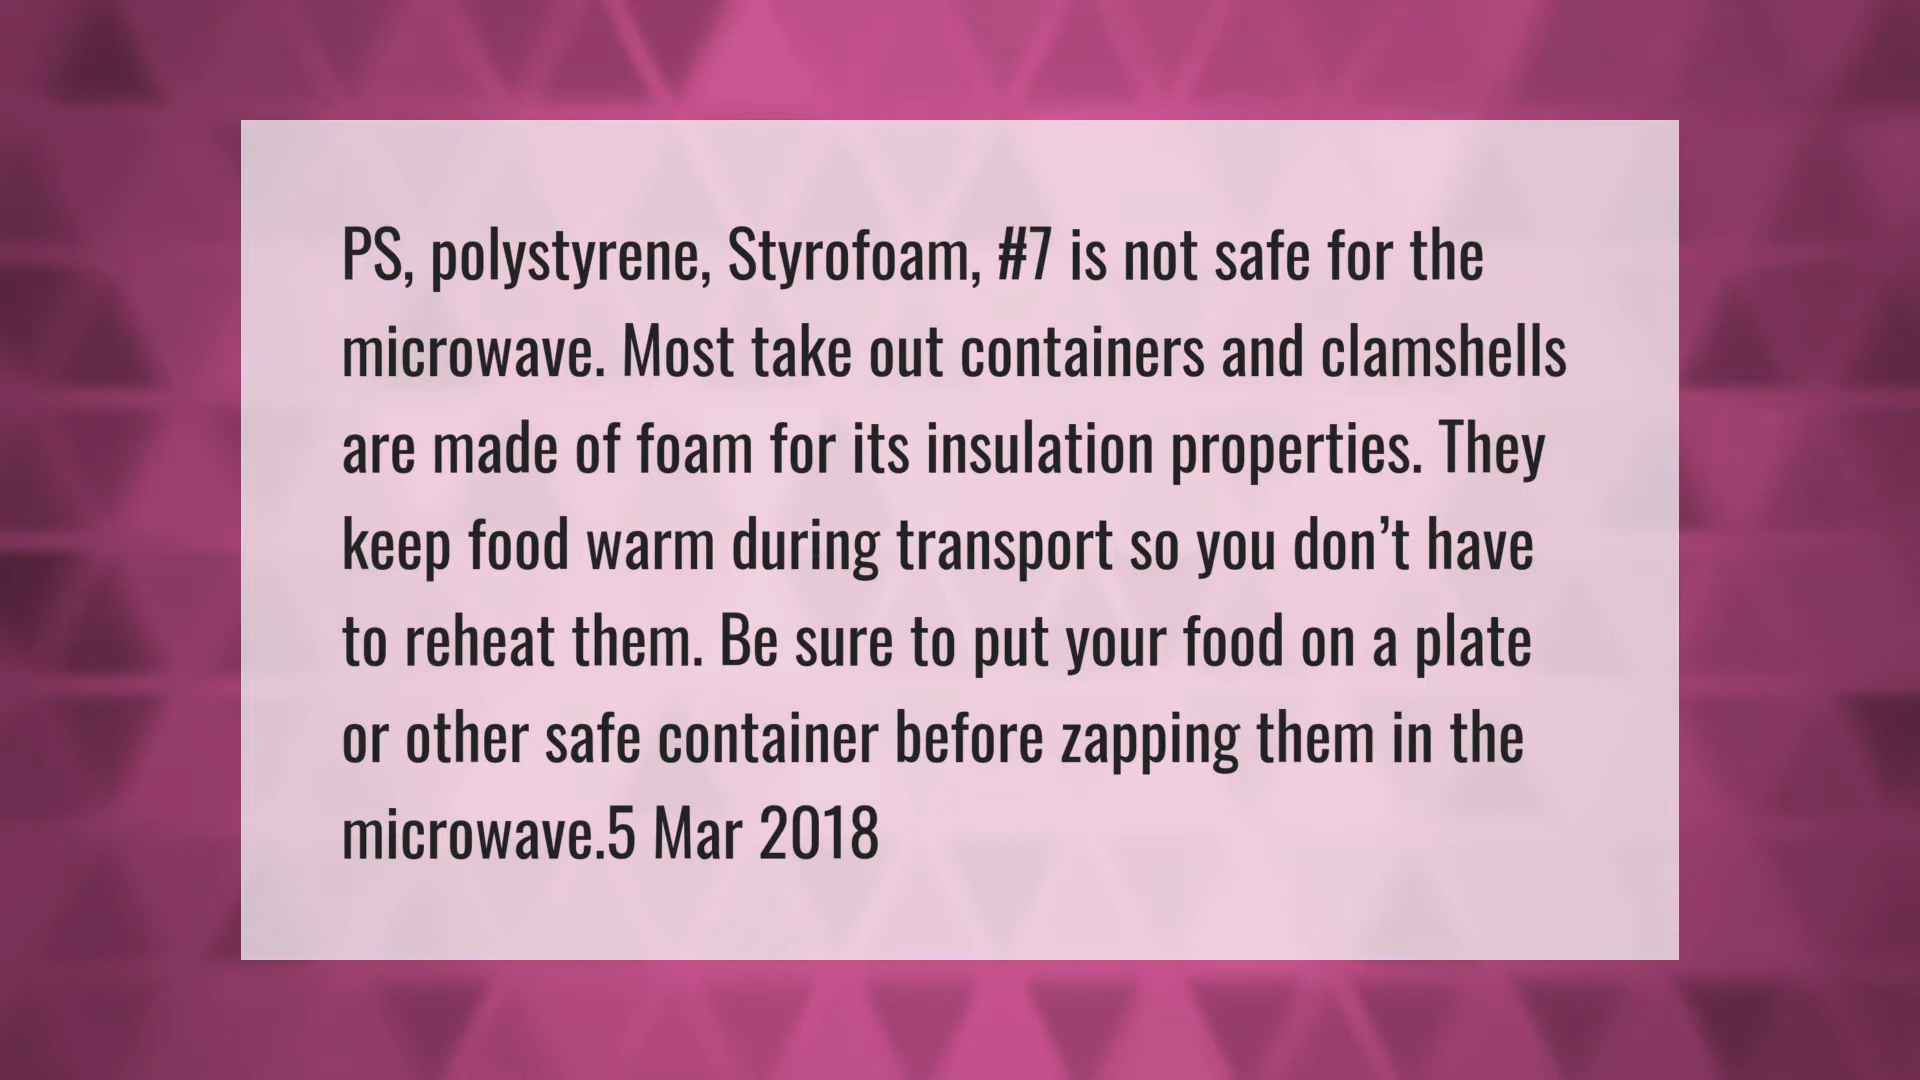 PS, polystyrene, Styrofoam, #7 is not safe for the
microwave. Most take out containers and clamshells
are made of foam for its insulation properties. They
keep food warm during transport so you don’t have
to reheat them. Be sure to put your food on a plate
or other safe container before zapping them in the
microwave.5 Mar 2018